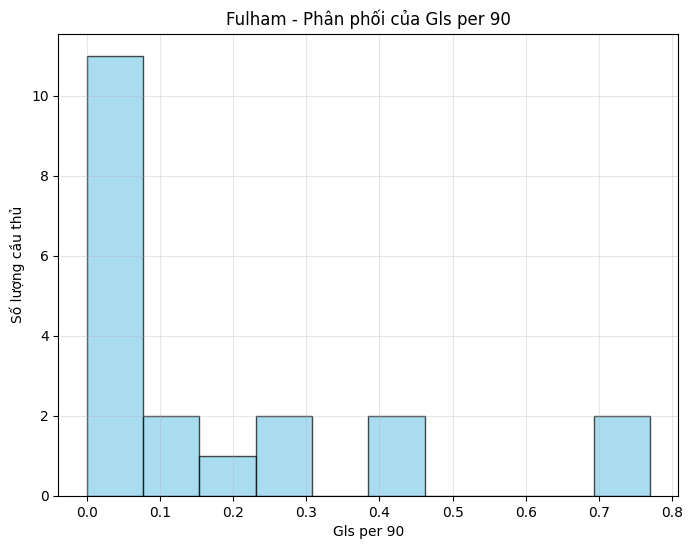 Fulham - Phân phối của Gls per 90
Số lượng cầu thủ
10
8
6
4
2
0
0.0 0.1 0.2 0.3 0.4 0.5 0.6 0.7 0.8
Gls per 90